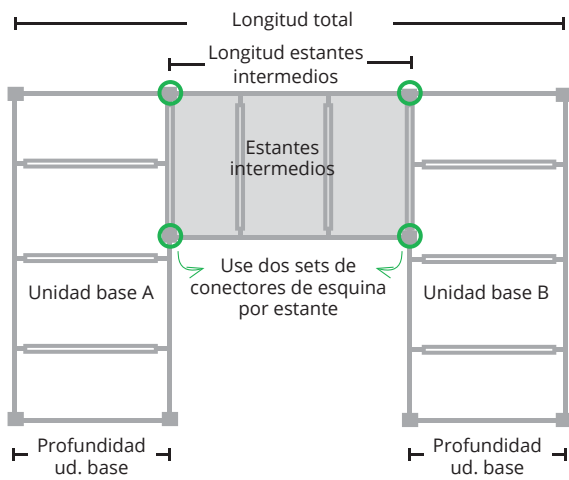 Longitud total
Longitud estantes
intermedios
Estantes
intermedios
Use dos sets de
conectores de esquina
por estante
Unidad base A
Unidad base B
Profundidad
ud. base
Profundidad
ud. base